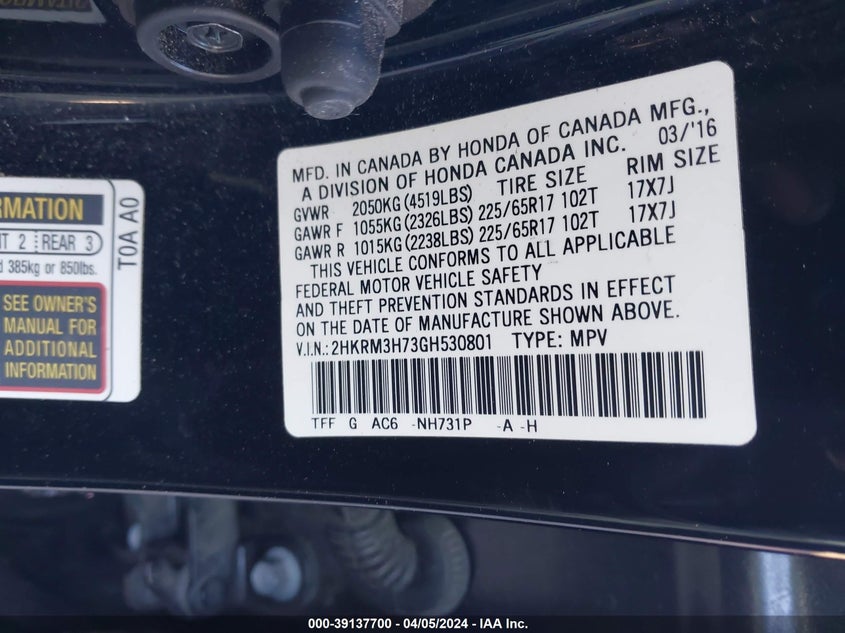 MFD. IN CANADA BY HONDA OF CANADA MFG.,
A DIVISION OF HONDA CANADA INC. 03/'16
GVWR 2050KG (4519LBS) TIRE SIZE RIM SIZE
GAWR F 1055KG (2326LBS) 225/65R17 102T 17X7J
GAWR R 1015KG (2238LBS) 225/65R17 102T 17X7J
THIS VEHICLE CONFORMS TO ALL APPLICABLE
FEDERAL MOTOR VEHICLE SAFETY
AND THEFT PREVENTION STANDARDS IN EFFECT
ON THE DATE OF MANUFACTURE SHOWN ABOVE.
V.I.N.: 2HKRM3H73GH530801 TYPE: MPV
TFF G AC6 -NH731P -A -H
RMATION
T 2 REAR 3
385kg or 850lbs.
SEE OWNER'S
MANUAL FOR
ADDITIONAL
INFORMATION
T0A A0
000-39137700 - 04/05/2024 - IAA Inc.